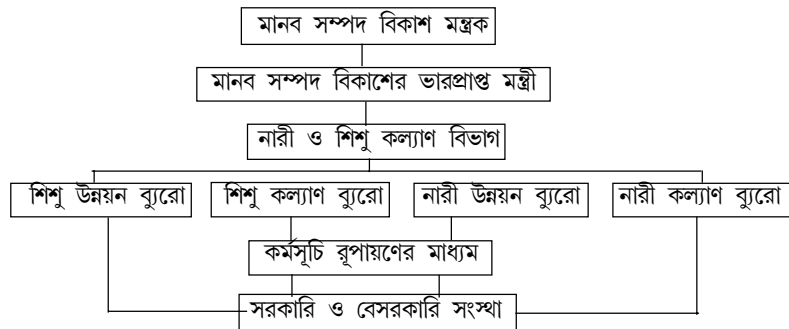 মানব সম্পদ বিকাশ মন্ত্রক
মানব সম্পদ বিকাশের ভারপ্রাপ্ত মন্ত্রী
নারী ও শিশু কল্যাণ বিভাগ
শিশু উন্নয়ন ব্যুরো শিশু কল্যাণ ব্যুরো নারী উন্নয়ন ব্যুরো নারী কল্যাণ ব্যুরো
কর্মসূচি রূপায়ণের মাধ্যম
সরকারি ও বেসরকারি সংস্থা